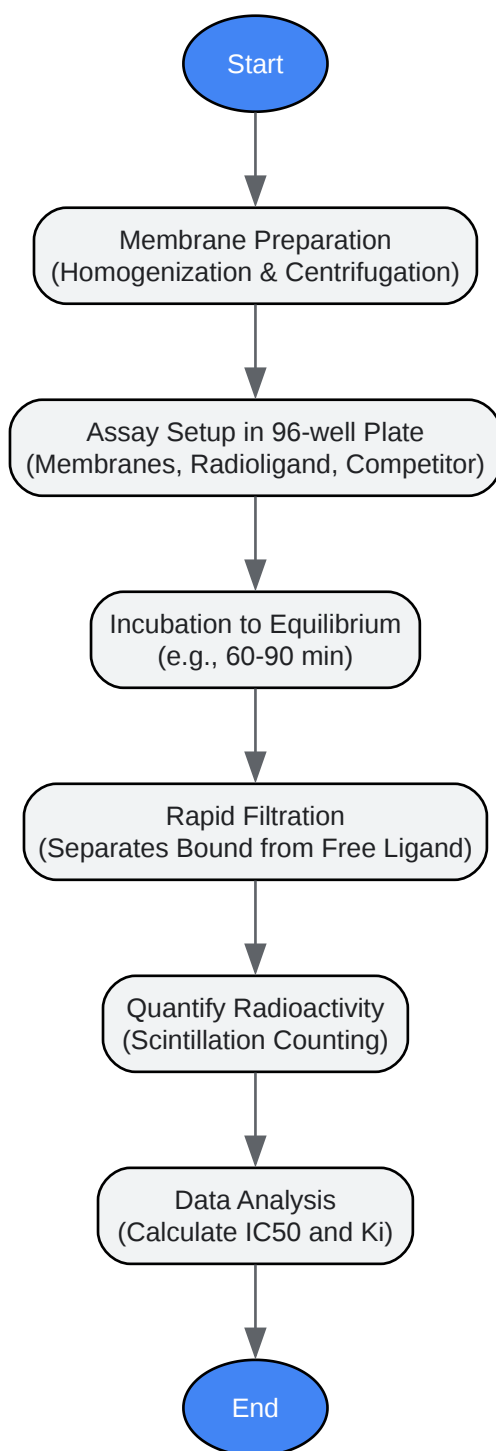 Start
Membrane Preparation
(Homogenization & Centrifugation)
Assay Setup in 96-well Plate
(Membranes, Radioligand, Competitor)
Incubation to Equilibrium
(e.g., 60-90 min)
Rapid Filtration
(Separates Bound from Free Ligand)
Quantify Radioactivity
(Scintillation Counting)
Data Analysis
(Calculate IC50 and Ki)
End